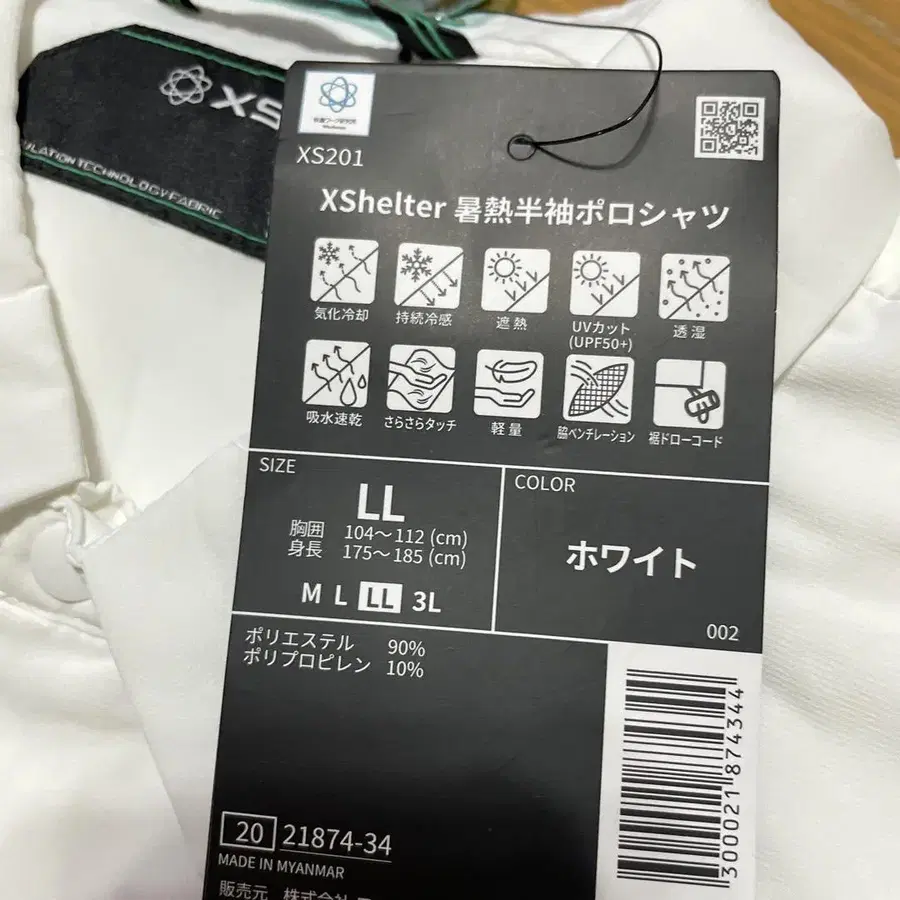 XS
ULATION TECHNOLOGY FABRIC
XS201
XShelter 暑熱半袖ポロシャツ
気化冷却
持続冷感
遮熱
UVカット
(UPF50+)
透湿
吸水速乾
さらさらタッチ
軽量
脇ベンチレーション
裾ドローコード
SIZE
LL
胸囲 104～112 (cm)
身長 175～185 (cm)
M L LL 3L
COLOR
ホワイト
002
ポリエステル 90%
ポリプロピレン 10%
20 21874-34
MADE IN MYANMAR
販売元 株式会社
300021874344